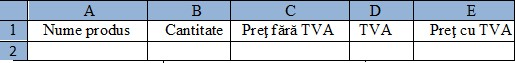 A B C D E
1 Nume produs Cantitate Preţ fără TVA TVA Preţ cu TVA
2